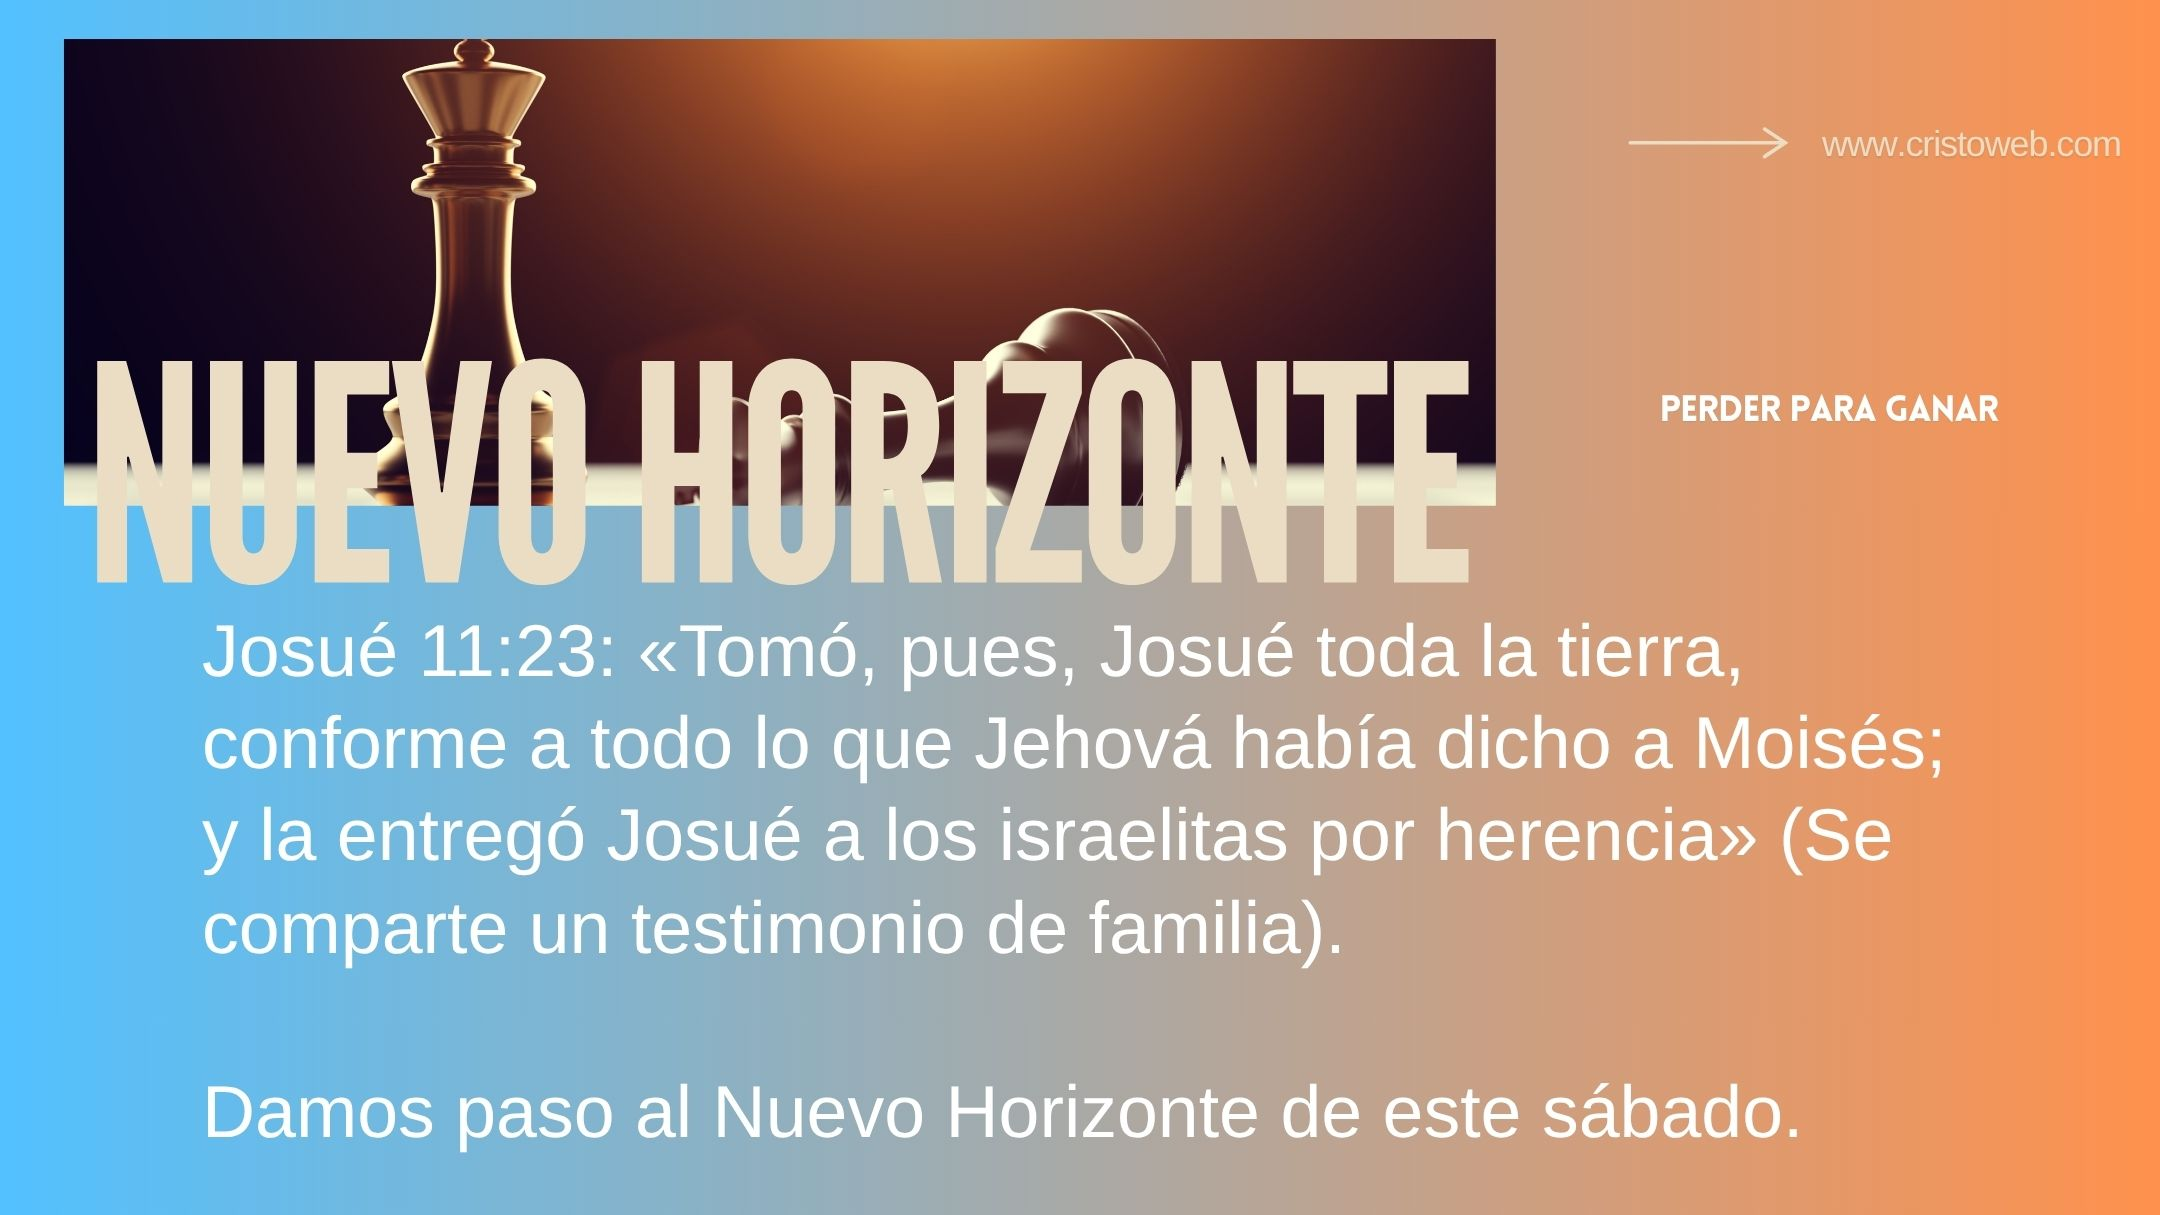 www.cristoweb.com
NUEVO HORIZONTE
PERDER PARA GANAR
Josué 11:23: «Tomó, pues, Josué toda la tierra,
conforme a todo lo que Jehová había dicho a Moisés;
y la entregó Josué a los israelitas por herencia» (Se
comparte un testimonio de familia).
Damos paso al Nuevo Horizonte de este sábado.